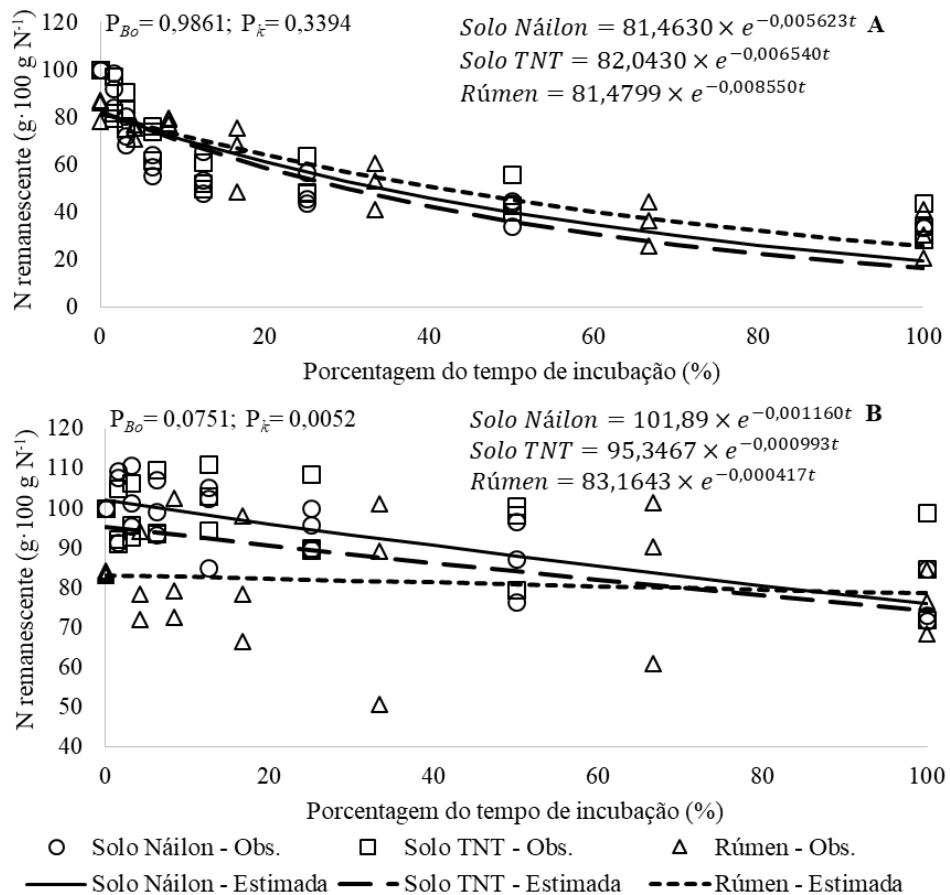 P_Bo = 0,9861; P_k = 0,3394
Solo Náilon = 81,4630 × e^−0,005623t A
Solo TNT = 82,0430 × e^−0,006540t
Rúmen = 81,4799 × e^−0,008550t
N remanescente (g·100 g N⁻¹)
120
100
80
60
40
20
0
0 20 40 60 80 100
Porcentagem do tempo de incubação (%)
P_Bo = 0,0751; P_k = 0,0052
Solo Náilon = 101,89 × e^−0,001160t B
Solo TNT = 95,3467 × e^−0,000993t
Rúmen = 83,1643 × e^−0,000417t
N remanescente (g·100 g N⁻¹)
120
110
100
90
80
70
60
50
40
0 20 40 60 80 100
Porcentagem do tempo de incubação (%)
Solo Náilon - Obs. Solo TNT - Obs. Rúmen - Obs.
Solo Náilon - Estimada Solo TNT - Estimada Rúmen - Estimada